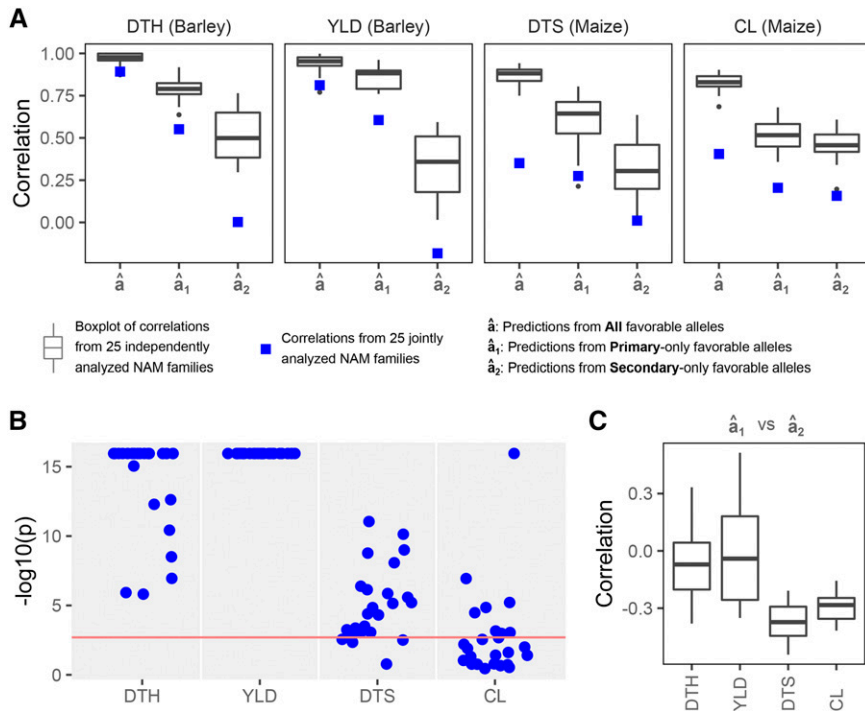 A
DTH (Barley) YLD (Barley) DTS (Maize) CL (Maize)
Correlation
1.00
0.75
0.50
0.25
0.00
â â₁ â₂ â â₁ â₂ â â₁ â₂ â â₁ â₂
Boxplot of correlations
from 25 independently
analyzed NAM families
Correlations from 25 jointly
analyzed NAM families
â: Predictions from All favorable alleles
â₁: Predictions from Primary-only favorable alleles
â₂: Predictions from Secondary-only favorable alleles
B
-log10(p)
15
10
5
0
DTH YLD DTS CL
C
â₁ vs â₂
Correlation
0.3
0.0
-0.3
DTH YLD DTS CL